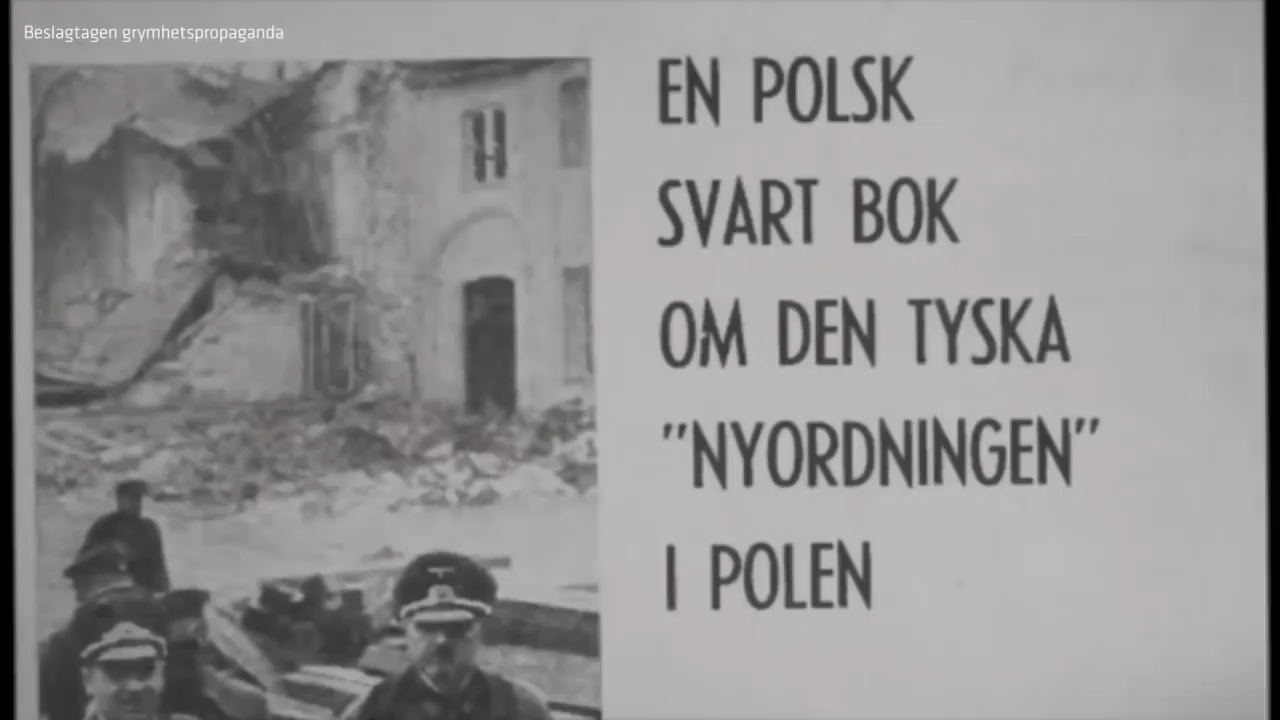 Beslagtagen grymhetspropaganda
EN POLSK
SVART BOK
OM DEN TYSKA
"NYORDNINGEN"
I POLEN